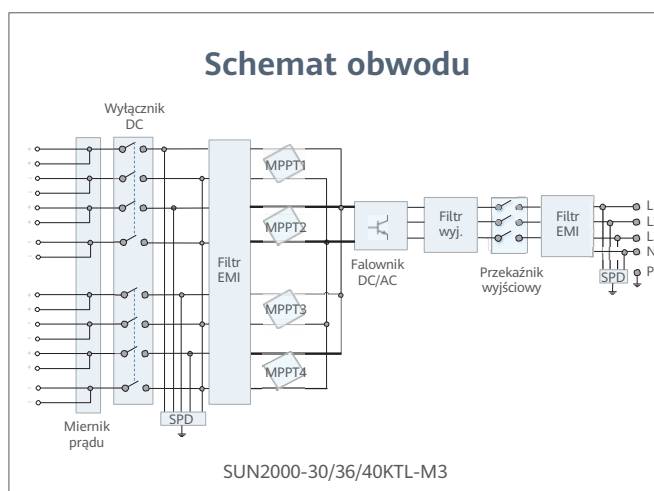 Schemat obwodu
Wyłącznik
DC
MPPT1
MPPT2
MPPT3
MPPT4
Filtr
EMI
Falownik
DC/AC
Filtr
wyj.
Przekaźnik
wyjściowy
Filtr
EMI
L
L
L
N
P
SPD
SPD
Miernik
prądu
SUN2000-30/36/40KTL-M3